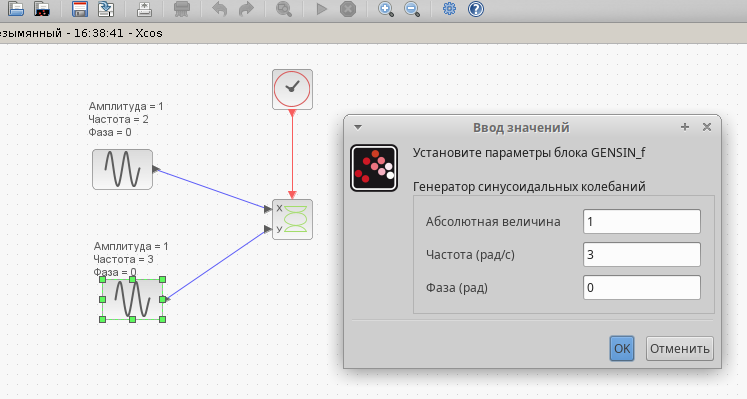 езымянный - 16:38:41 - Xcos
Амплитуда = 1
Частота = 2
Фаза = 0
X
У
Амплитуда = 1
Частота = 3
Фаза = 0
Ввод значений
Установите параметры блока GENSIN_f
Генератор синусоидальных колебаний
Абсолютная величина
1
Частота (рад/с)
3
Фаза (рад)
0
OK
Отменить